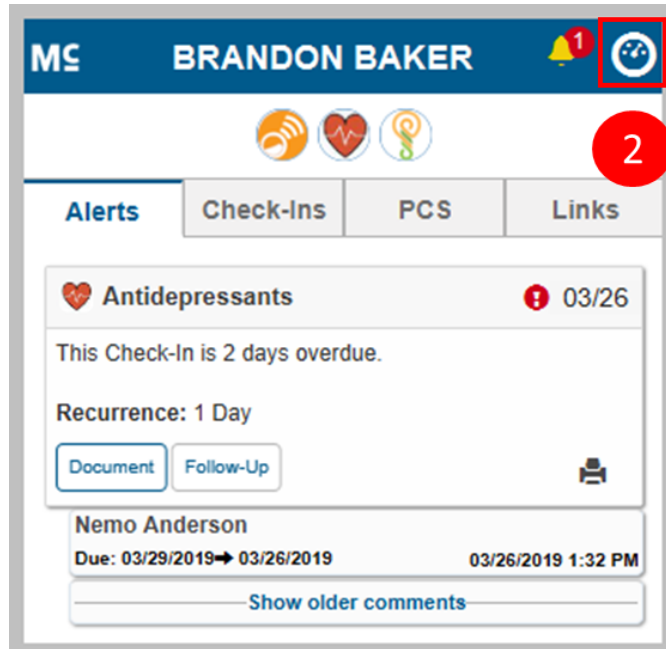 MC BRANDON BAKER 1
2
Alerts Check-Ins PCS Links
Antidepressants 03/26
This Check-In is 2 days overdue.
Recurrence: 1 Day
Document Follow-Up
Nemo Anderson
Due: 03/29/2019➔ 03/26/2019 03/26/2019 1:32 PM
Show older comments